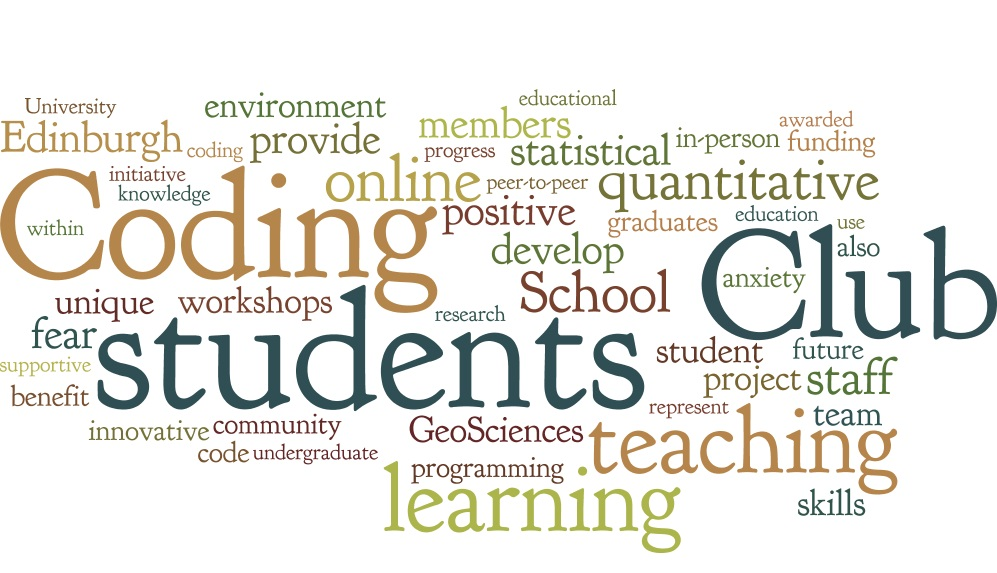 educational
University
environment
members
awarded
Edinburgh
coding
provide
progress
statistical
in-person
funding
initiative
knowledge
online
peer-to-peer
quantitative
Coding
within
positive
graduates
education
use
develop
also
Club
anxiety
unique
workshops
School
research
fear
students
student
future
supportive
benefit
project
staff
represent
team
innovative
community
GeoSciences
teaching
code
undergraduate
programming
learning
skills